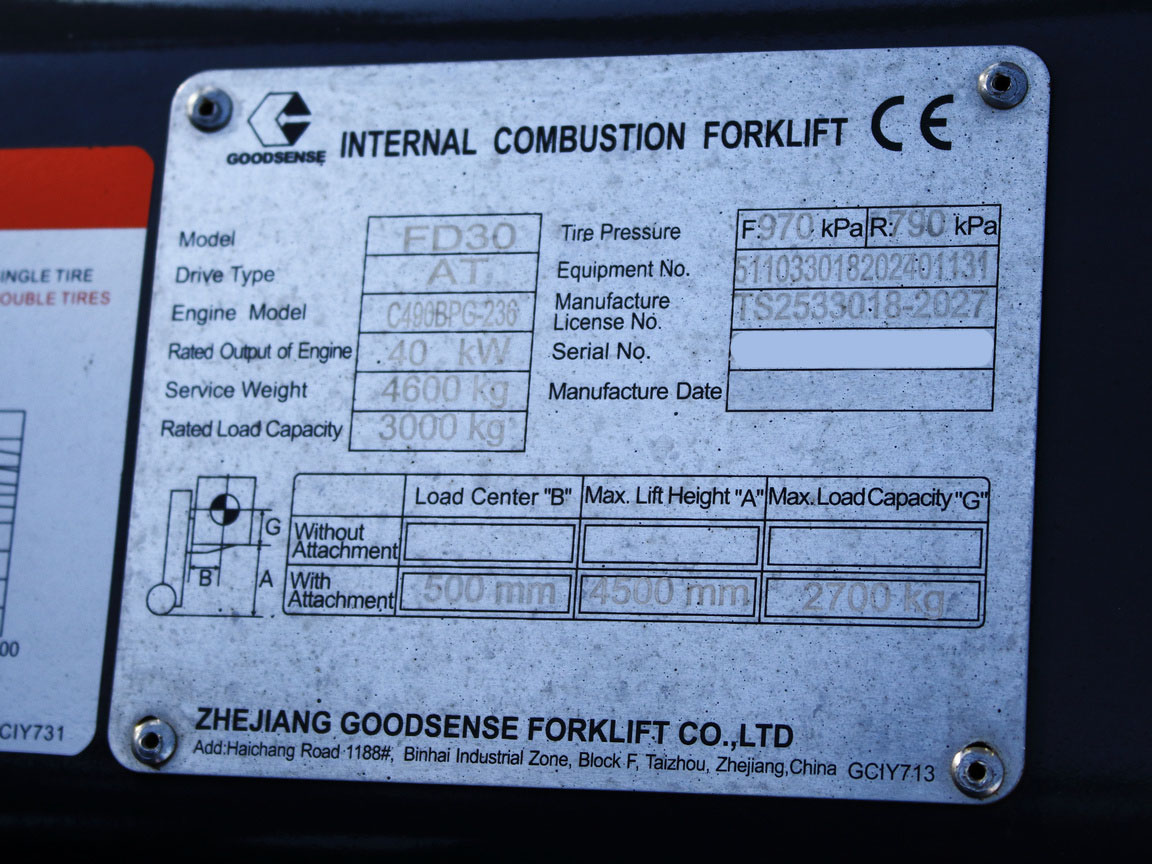 GOODSENSE
INTERNAL COMBUSTION FORKLIFT CE
Model FD30
Drive Type AT
Engine Model C490BPG-236
Rated Output of Engine 40 kW
Service Weight 4600 kg
Rated Load Capacity 3000 kg
Tire Pressure F:970 kPa R:790 kPa
Equipment No. 511033018202401131
Manufacture
License No. TS2533018-2027
Serial No.
Manufacture Date
Load Center "B" Max. Lift Height "A" Max. Load Capacity "G"
Without
Attachment
With
Attachment 500 mm 4500 mm 2700 kg
G
B
A
ZHEJIANG GOODSENSE FORKLIFT CO.,LTD
Add:Haichang Road 1188#, Binhai Industrial Zone, Block F, Taizhou, Zhejiang,China GCIY713
INGLE TIRE
OUBLE TIRES
00
CIY731